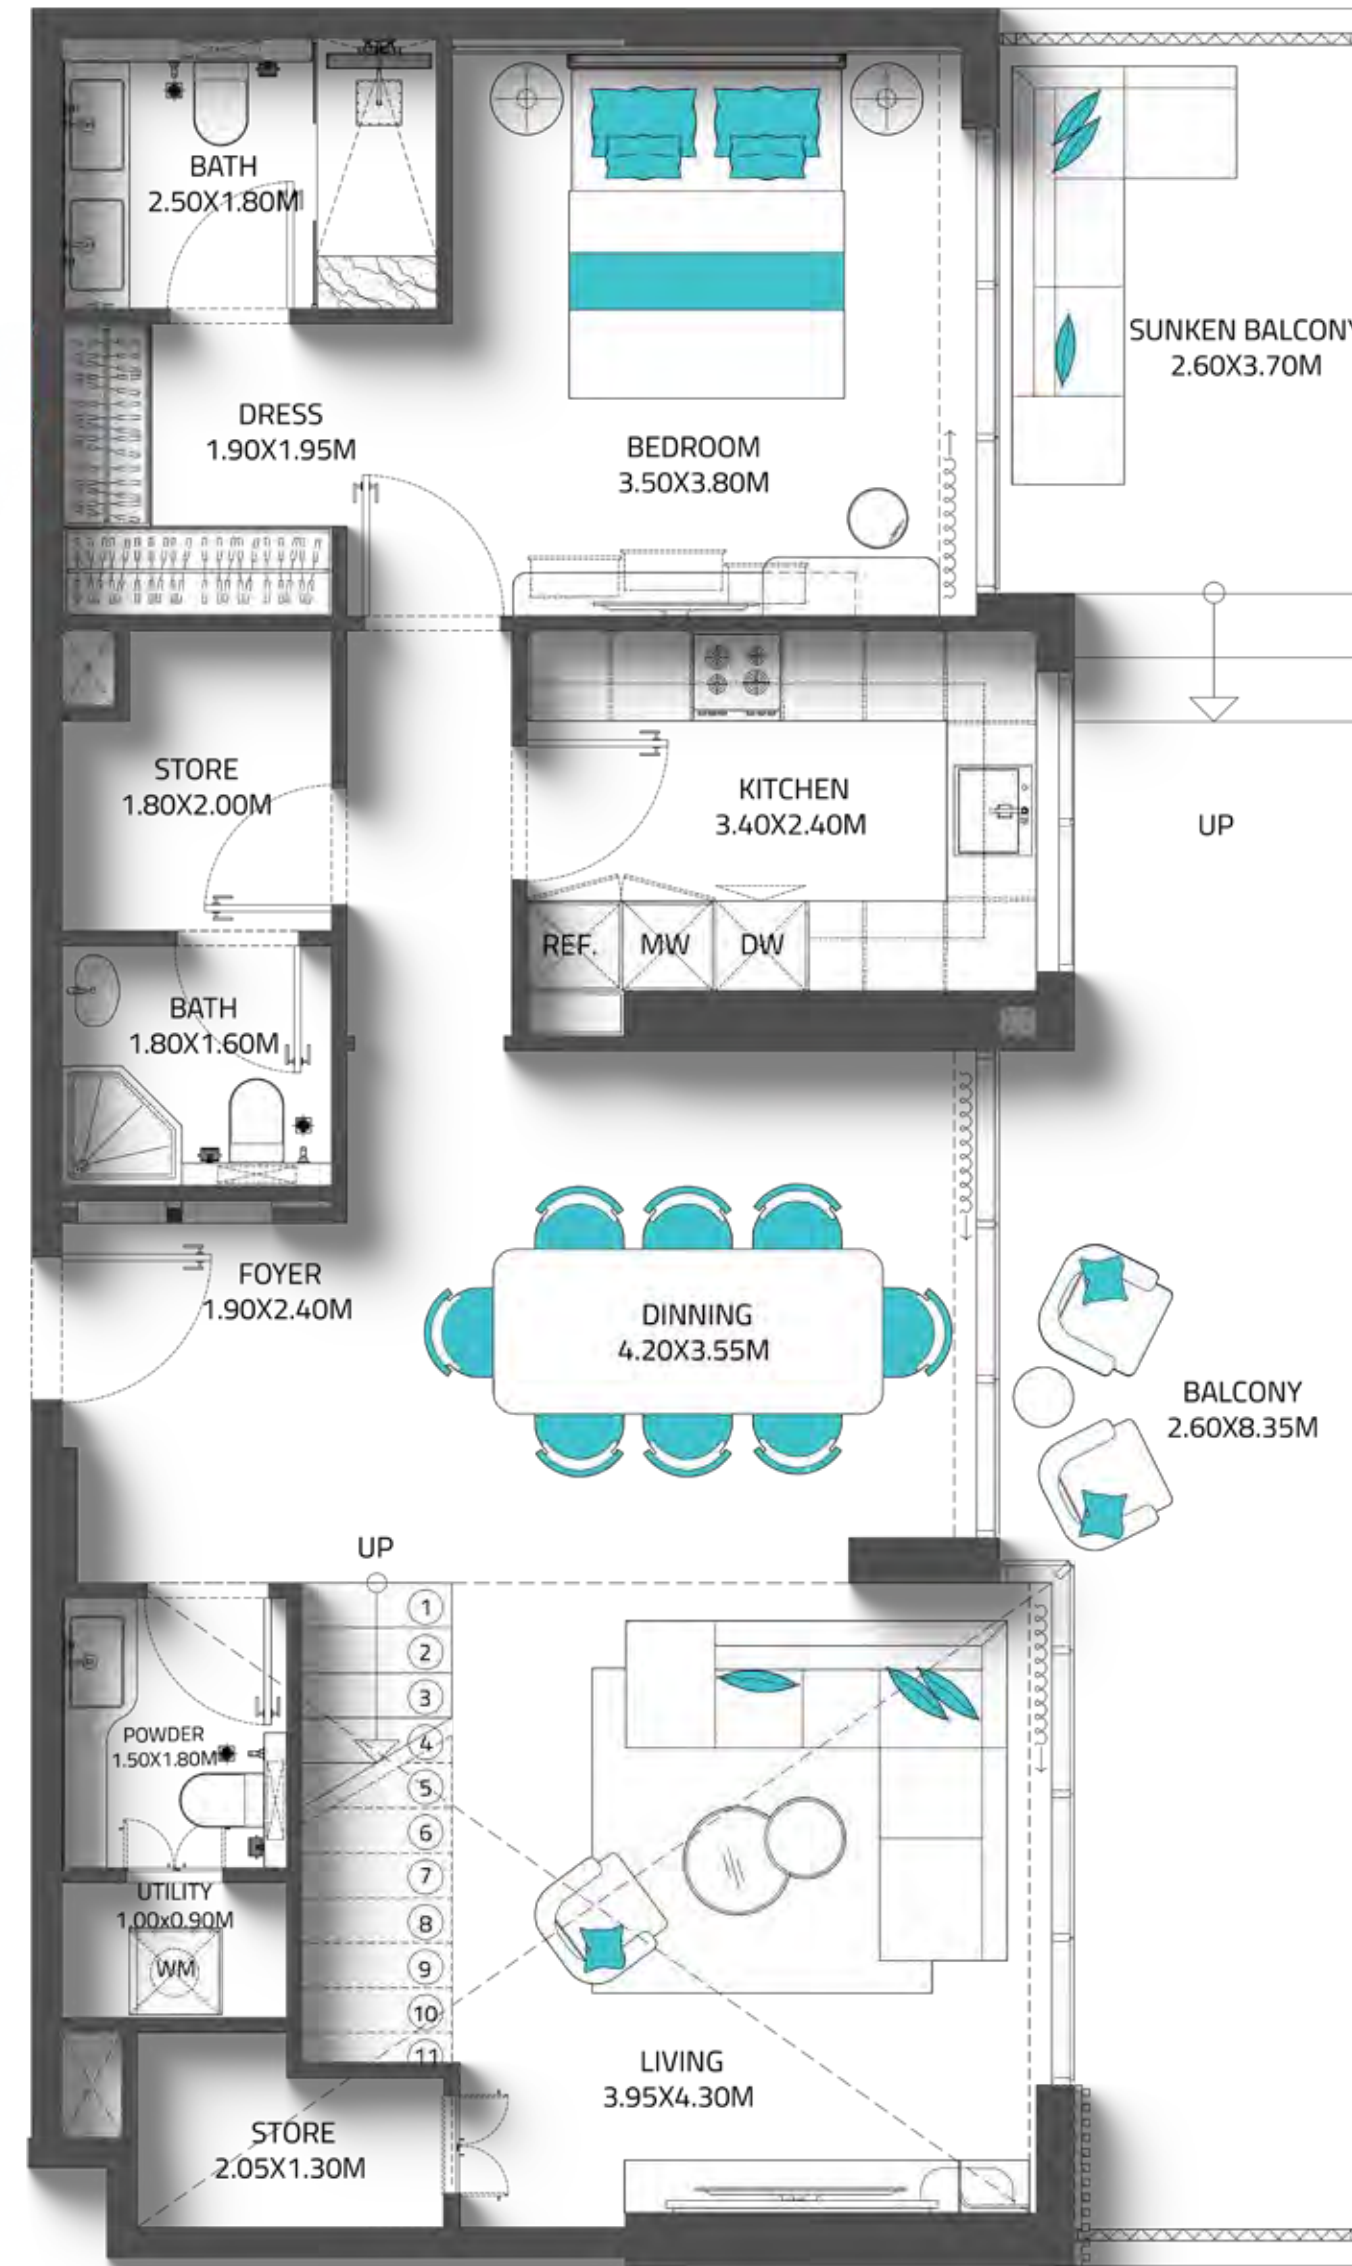 BATH
2.50X1.80M
SUNKEN BALCONY
2.60X3.70M
DRESS
1.90X1.95M
BEDROOM
3.50X3.80M
STORE
1.80X2.00M
KITCHEN
3.40X2.40M
UP
REF.
MW
DW
BATH
1.80X1.60M
FOYER
1.90X2.40M
DINNING
4.20X3.55M
BALCONY
2.60X8.35M
UP
1
2
3
4
5
6
7
8
9
10
11
POWDER
1.50X1.80M
UTILITY
1.00x0.90M
WM
LIVING
3.95X4.30M
STORE
2.05X1.30M